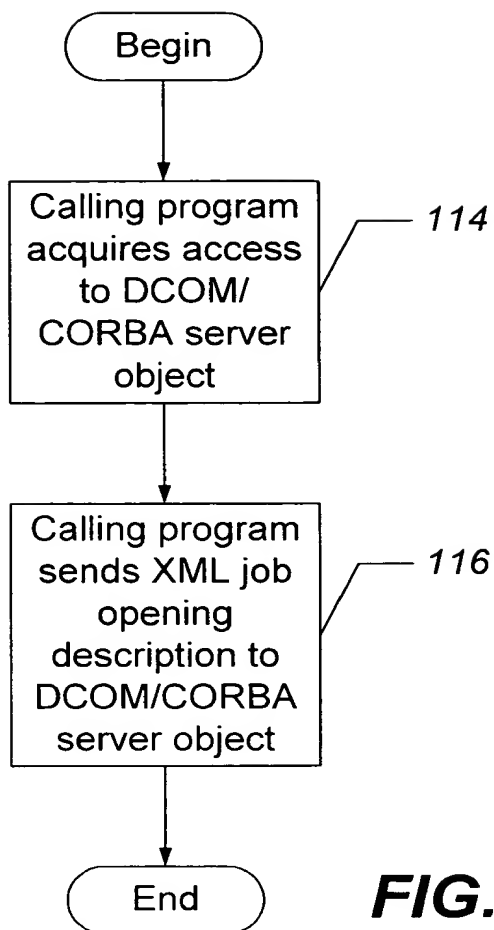 Begin
Calling program
acquires access
to DCOM/
CORBA server
object
114
Calling program
sends XML job
opening
description to
DCOM/CORBA
server object
116
End
FIG.